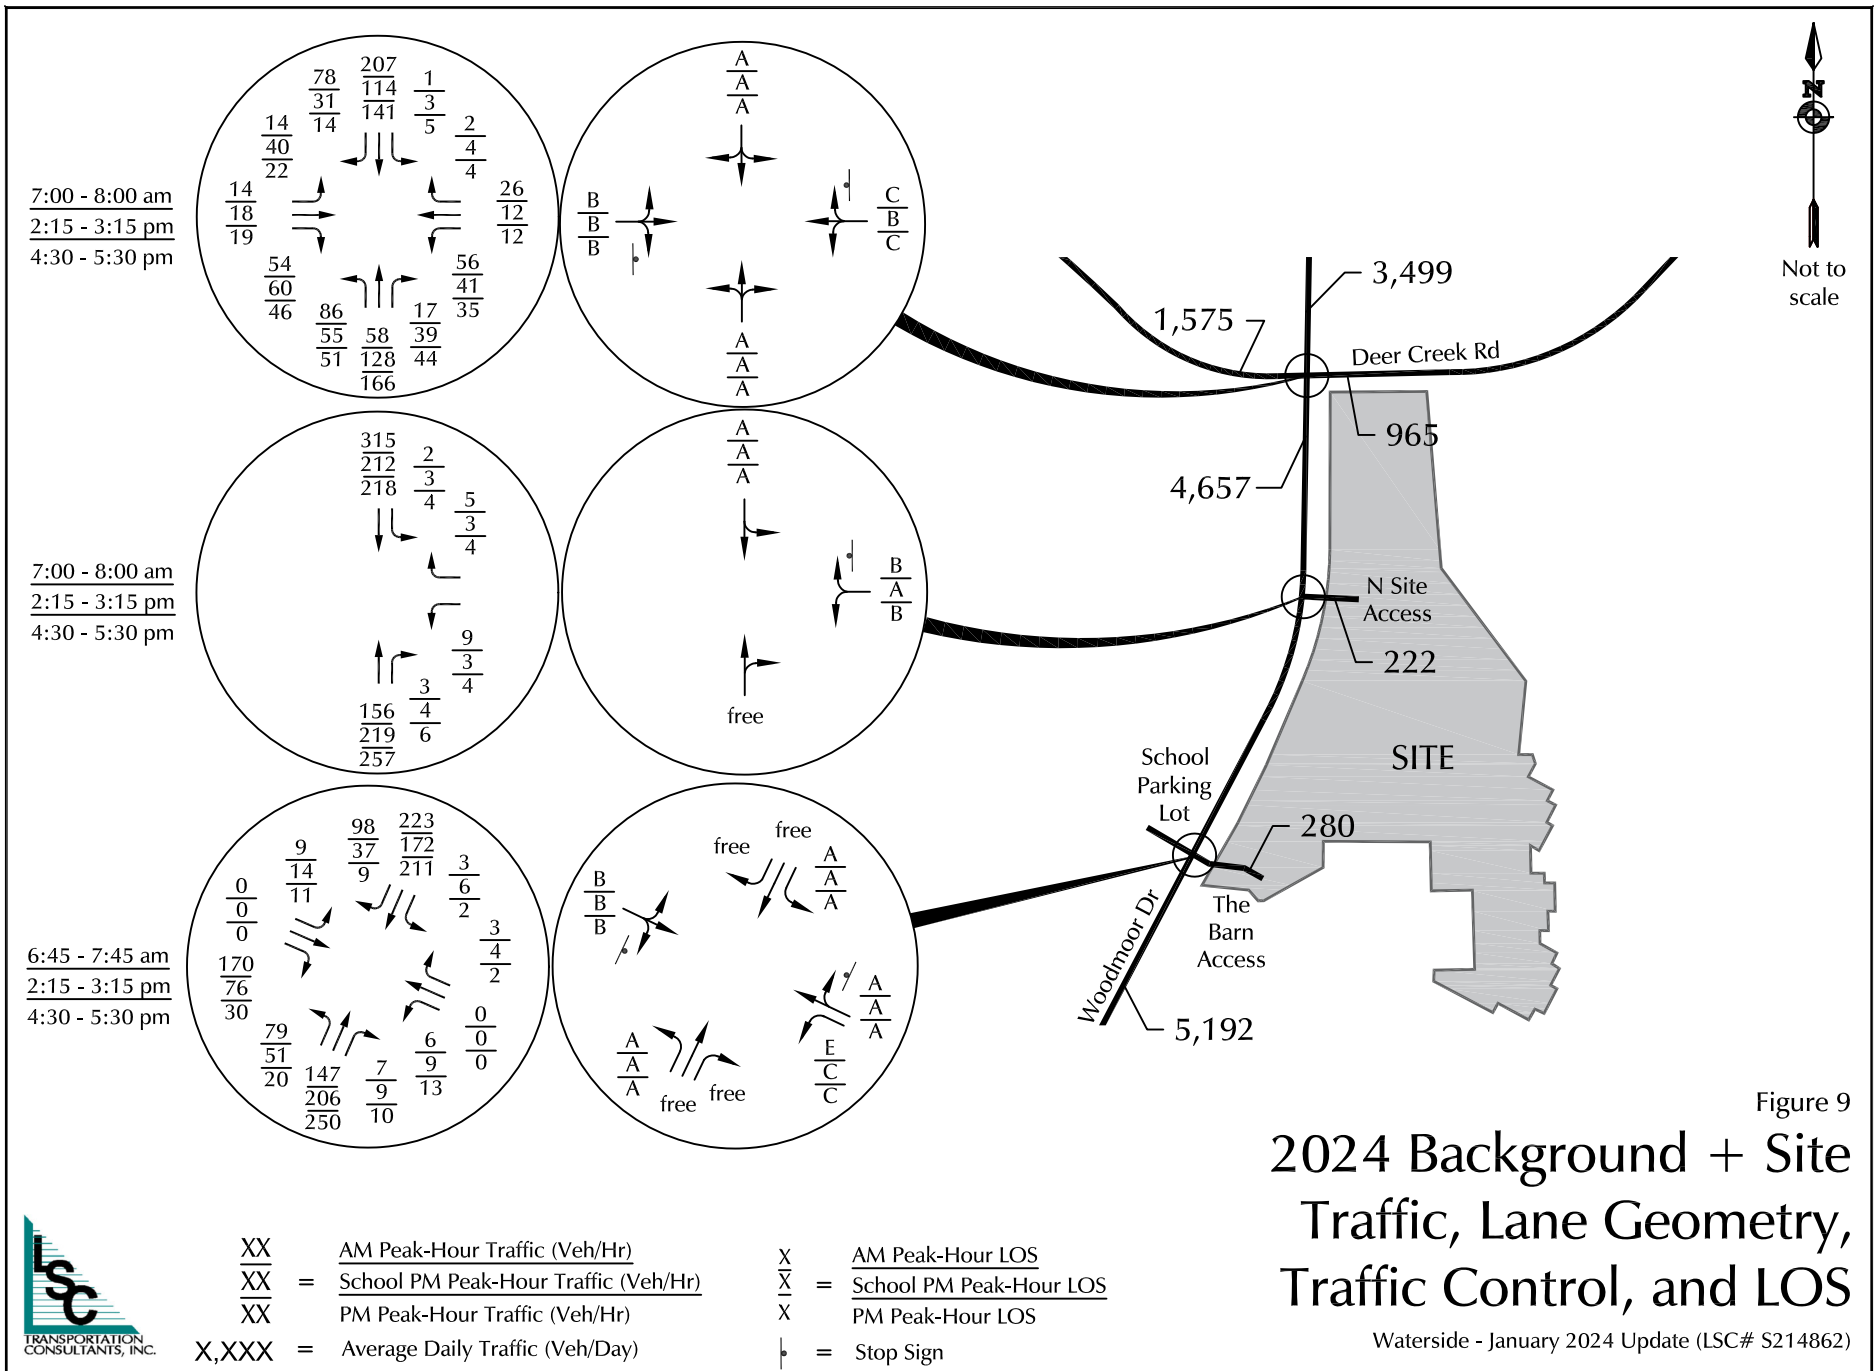 7:00 - 8:00 am
2:15 - 3:15 pm
4:30 - 5:30 pm
78
31
14
207
114
141
1
3
5
14
40
22
2
4
4
14
18
19
26
12
12
54
60
46
56
41
35
86
55
51
58
128
166
17
39
44
A
A
A
B
B
B
C
B
C
A
A
A
7:00 - 8:00 am
2:15 - 3:15 pm
4:30 - 5:30 pm
315
212
218
2
3
4
5
3
4
9
3
4
3
4
6
156
219
257
A
A
A
B
A
B
free
6:45 - 7:45 am
2:15 - 3:15 pm
4:30 - 5:30 pm
9
14
11
98
37
9
223
172
211
3
6
2
0
0
0
3
4
2
170
76
30
0
0
0
79
51
20
147
206
250
7
9
10
6
9
13
free
free
A
A
A
B
B
B
A
A
A
E
C
C
A
A
A
free
free
N
Not to
scale
3,499
1,575
Deer Creek Rd
965
4,657
N Site
Access
222
SITE
School
Parking
Lot
280
The
Barn
Access
Woodmoor Dr
5,192
Figure 9
2024 Background + Site
Traffic, Lane Geometry,
Traffic Control, and LOS
Waterside - January 2024 Update (LSC# S214862)
LSC
TRANSPORTATION
CONSULTANTS, INC.
XX
XX
XX
=
AM Peak-Hour Traffic (Veh/Hr)
School PM Peak-Hour Traffic (Veh/Hr)
PM Peak-Hour Traffic (Veh/Hr)
X,XXX = Average Daily Traffic (Veh/Day)
X
X
X
=
AM Peak-Hour LOS
School PM Peak-Hour LOS
PM Peak-Hour LOS
= Stop Sign